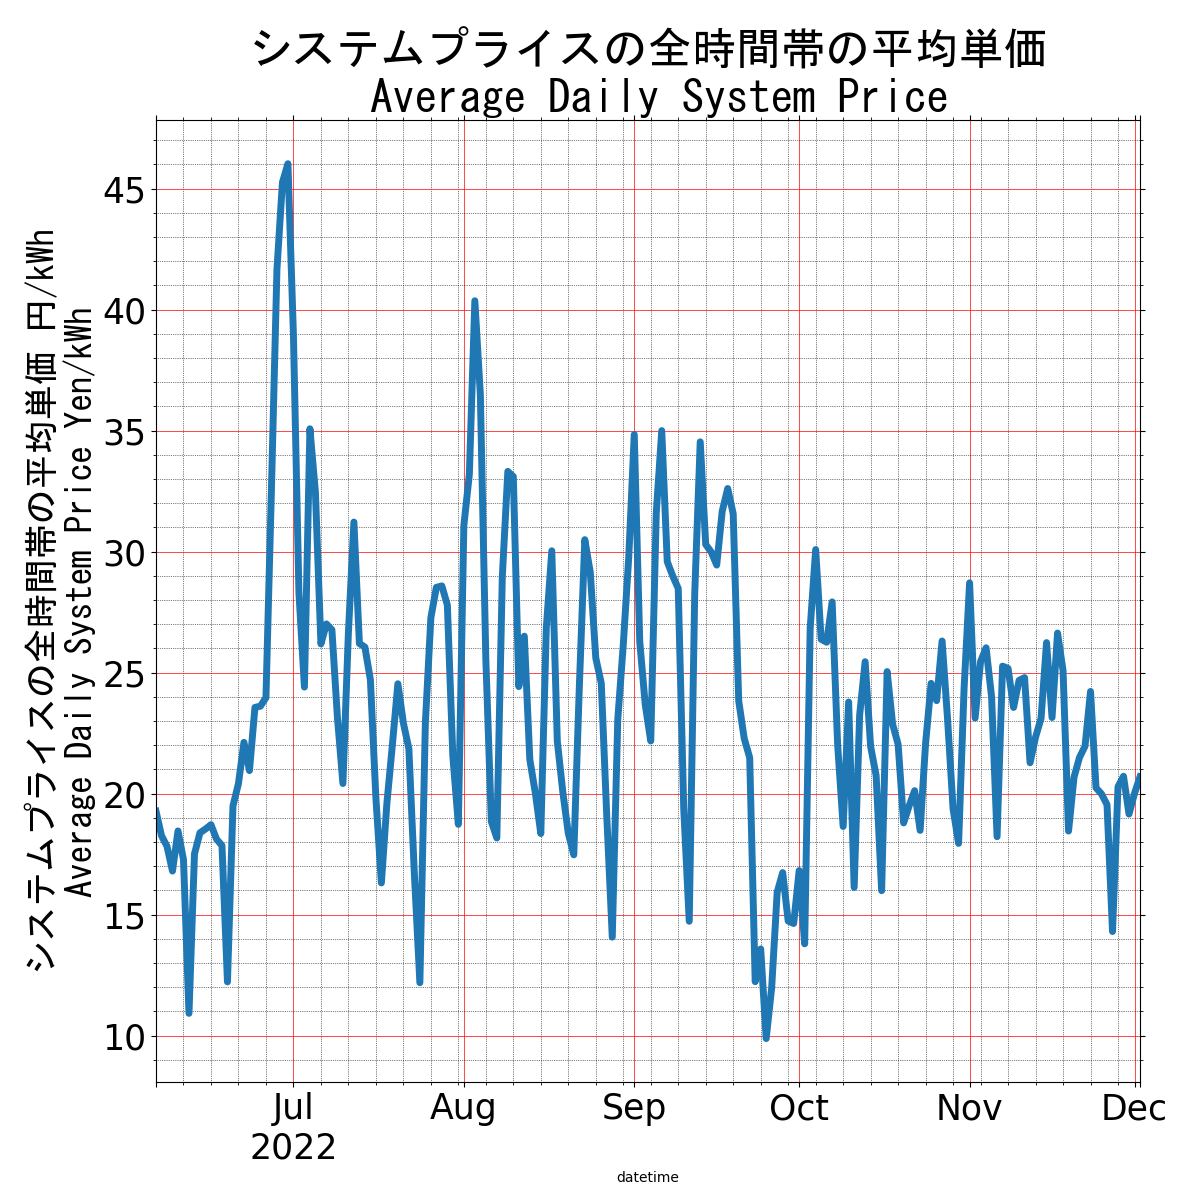 システムプライスの全時間帯の平均単価
Average Daily System Price
システムプライスの全時間帯の平均単価 円/kWh
Average Daily System Price Yen/kWh
45
40
35
30
25
20
15
10
Jul
2022
Aug
Sep
Oct
Nov
Dec
datetime